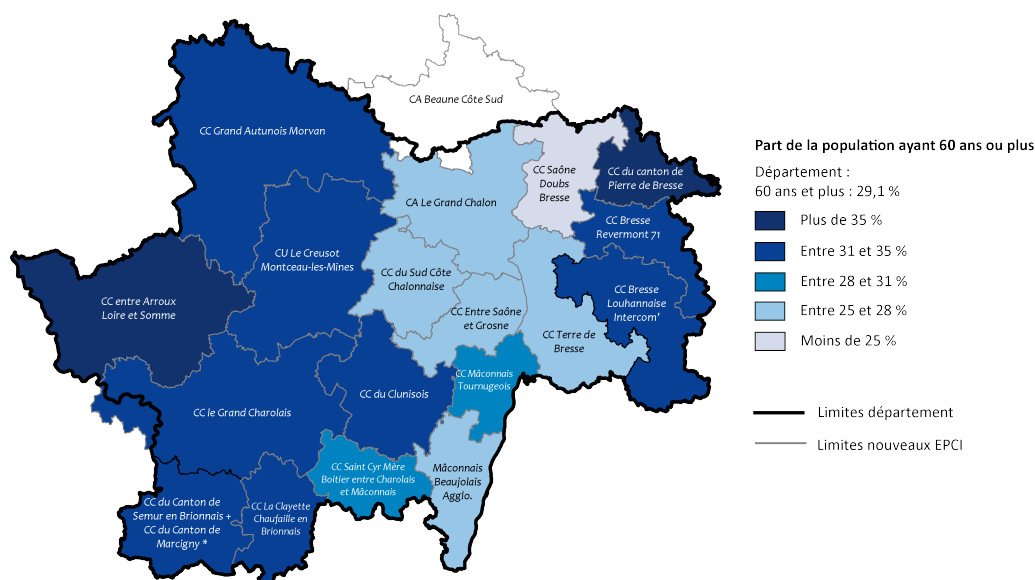 CA Beaune Côte Sud
CC Grand Autunois Morvan
CC Saône
Doubs
Bresse
CC du canton de
Pierre de Bresse
CA Le Grand Chalon
CC Bresse
Revermont 71
CU Le Creusot
Montceau-les-Mines
CC du Sud Côte
Chalonnaise
CC Bresse
Louhannaise
Intercom'
CC entre Arroux
Loire et Somme
CC Entre Saône
et Grosne
CC Terre de
Bresse
CC Mâconnais
Tournugeois
CC du Clunisois
CC le Grand Charolais
CC Saint Cyr Mère
Boitier entre Charolais
et Mâconnais
Mâconnais
Beaujolais
Agglo.
CC du Canton de
Semur en Brionnais +
CC du Canton de
Marcigny *
CC La Clayette
Chaufaille en
Brionnais
Part de la population ayant 60 ans ou plus
Département :
60 ans et plus : 29,1 %
Plus de 35 %
Entre 31 et 35 %
Entre 28 et 31 %
Entre 25 et 28 %
Moins de 25 %
Limites département
Limites nouveaux EPCI